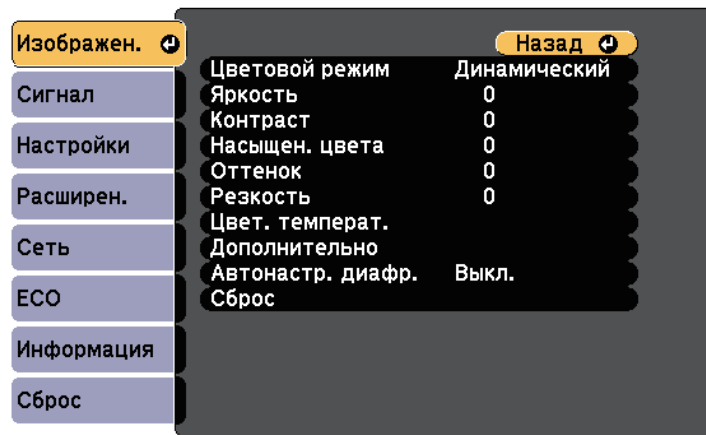 Изображен.
Сигнал
Настройки
Расширен.
Сеть
ECO
Информация
Сброс
Назад
Цветовой режим Динамический
Яркость 0
Контраст 0
Насыщен. цвета 0
Оттенок 0
Резкость 0
Цвет. температ.
Дополнительно
Автонастр. диафр. Выкл.
Сброс